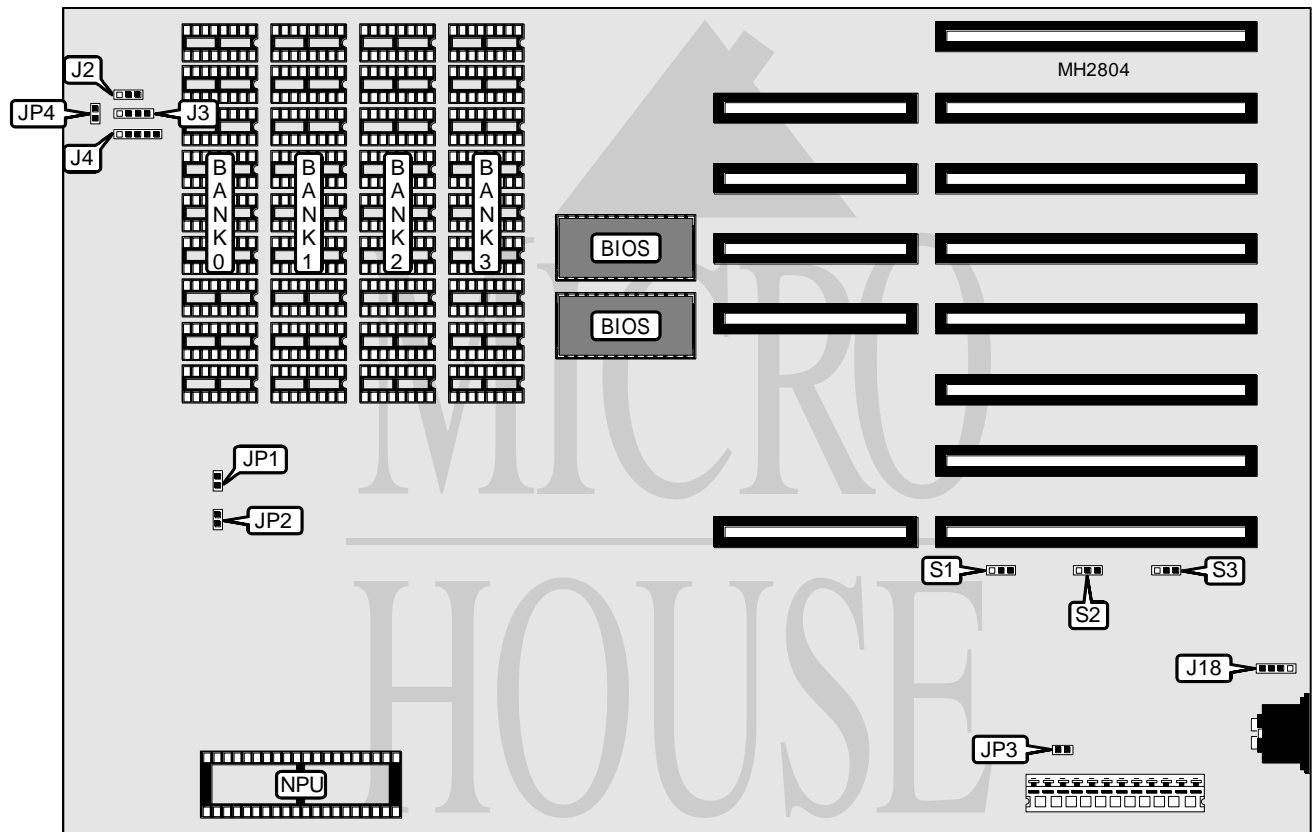 MH2804
J2
JP4
J3
J4
BANK0
BANK1
BANK2
BANK3
BIOS
BIOS
JP1
JP2
S1
S2
S3
J18
JP3
NPU
MICRO
HOUSE